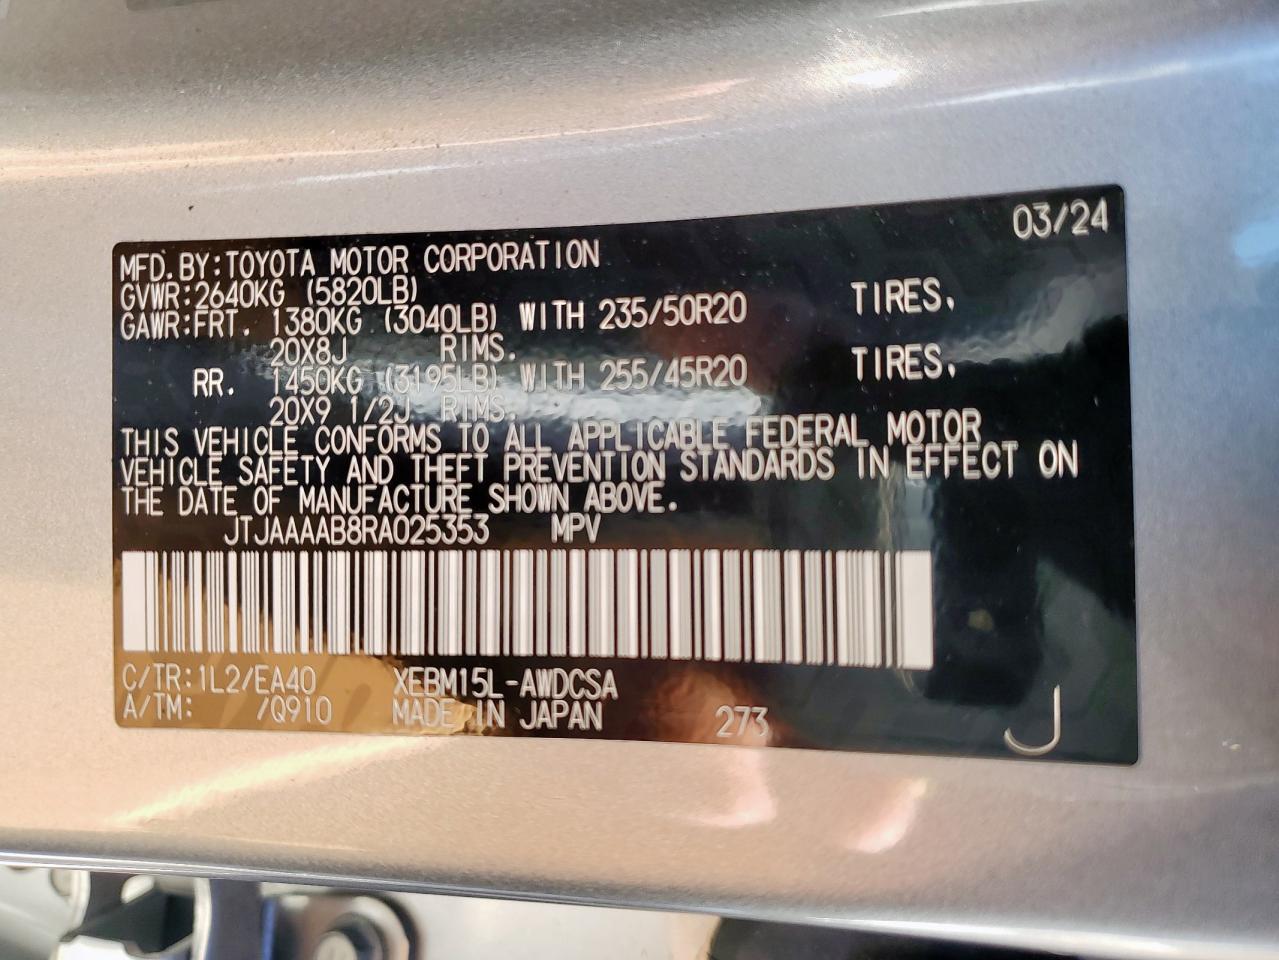 03/24
MFD.BY:TOYOTA MOTOR CORPORATION
GVWR:2640KG (5820LB)
GAWR:FRT. 1380KG (3040LB) WITH 235/50R20 TIRES,
20X8J RIMS.
RR. 1450KG (3195LB) WITH 255/45R20 TIRES,
20X9 1/2J RIMS.
THIS VEHICLE CONFORMS TO ALL APPLICABLE FEDERAL MOTOR
VEHICLE SAFETY AND THEFT PREVENTION STANDARDS IN EFFECT ON
THE DATE OF MANUFACTURE SHOWN ABOVE.
JTJAAAAB8RA025353 MPV
C/TR:1L2/EA40 XEBM15L-AWDCSA
A/TM: /Q910 MADE IN JAPAN 273 J